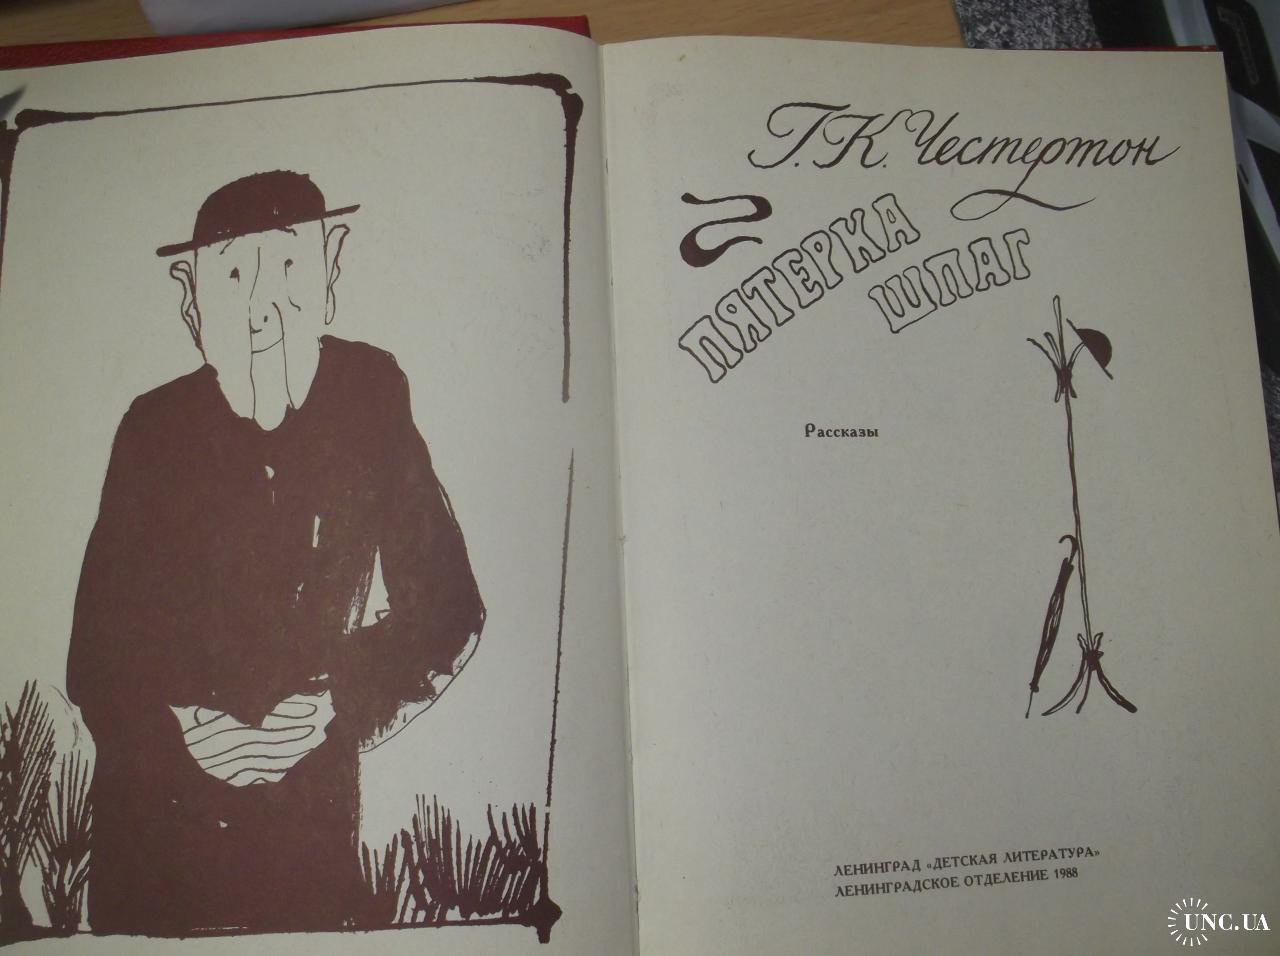 Г. К. Честертон
ПЯТЕРКА
ШПАГ
Рассказы
ЛЕНИНГРАД «ДЕТСКАЯ ЛИТЕРАТУРА»
ЛЕНИНГРАДСКОЕ ОТДЕЛЕНИЕ 1988
UNC.UA